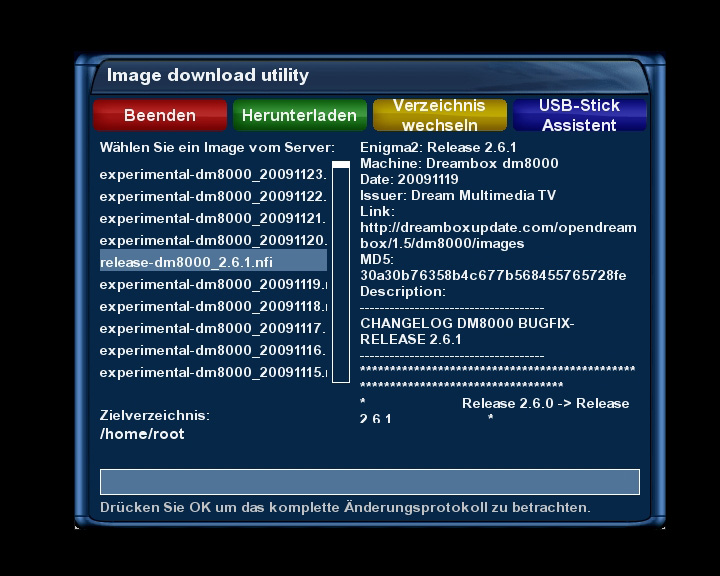 Image download utility
Beenden
Herunterladen
Verzeichnis
wechseln
USB-Stick
Assistent
Wählen Sie ein Image vom Server:
experimental-dm8000_20091123.
experimental-dm8000_20091122.
experimental-dm8000_20091121.
experimental-dm8000_20091120.
release-dm8000_2.6.1.nfi
experimental-dm8000_20091119.
experimental-dm8000_20091118.
experimental-dm8000_20091117.
experimental-dm8000_20091116.
experimental-dm8000_20091115.
Zielverzeichnis:
/home/root
Enigma2: Release 2.6.1
Machine: Dreambox dm8000
Date: 20091119
Issuer: Dream Multimedia TV
Link:
http://dreamboxupdate.com/opendream
box/1.5/dm8000/images
MD5:
30a30b76358b4c677b568455765728fe
Description:
-------------------------------------
CHANGELOG DM8000 BUGFIX-
RELEASE 2.6.1
-------------------------------------
**********************************************
**********************************
* Release 2.6.0 -> Release
2.6.1 *
Drücken Sie OK um das komplette Änderungsprotokoll zu betrachten.